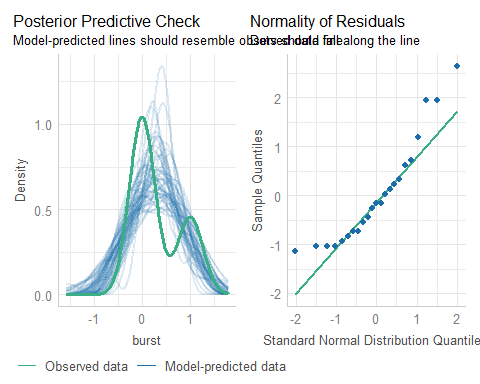 Posterior Predictive Check
Model-predicted lines should resemble observed data line
Density
1.0
0.5
0.0
-1
0
1
burst
Observed data
Model-predicted data
Normality of Residuals
Dots should fall along the line
Sample Quantiles
2
1
0
-1
-2
-2
-1
0
1
2
Standard Normal Distribution Quantile